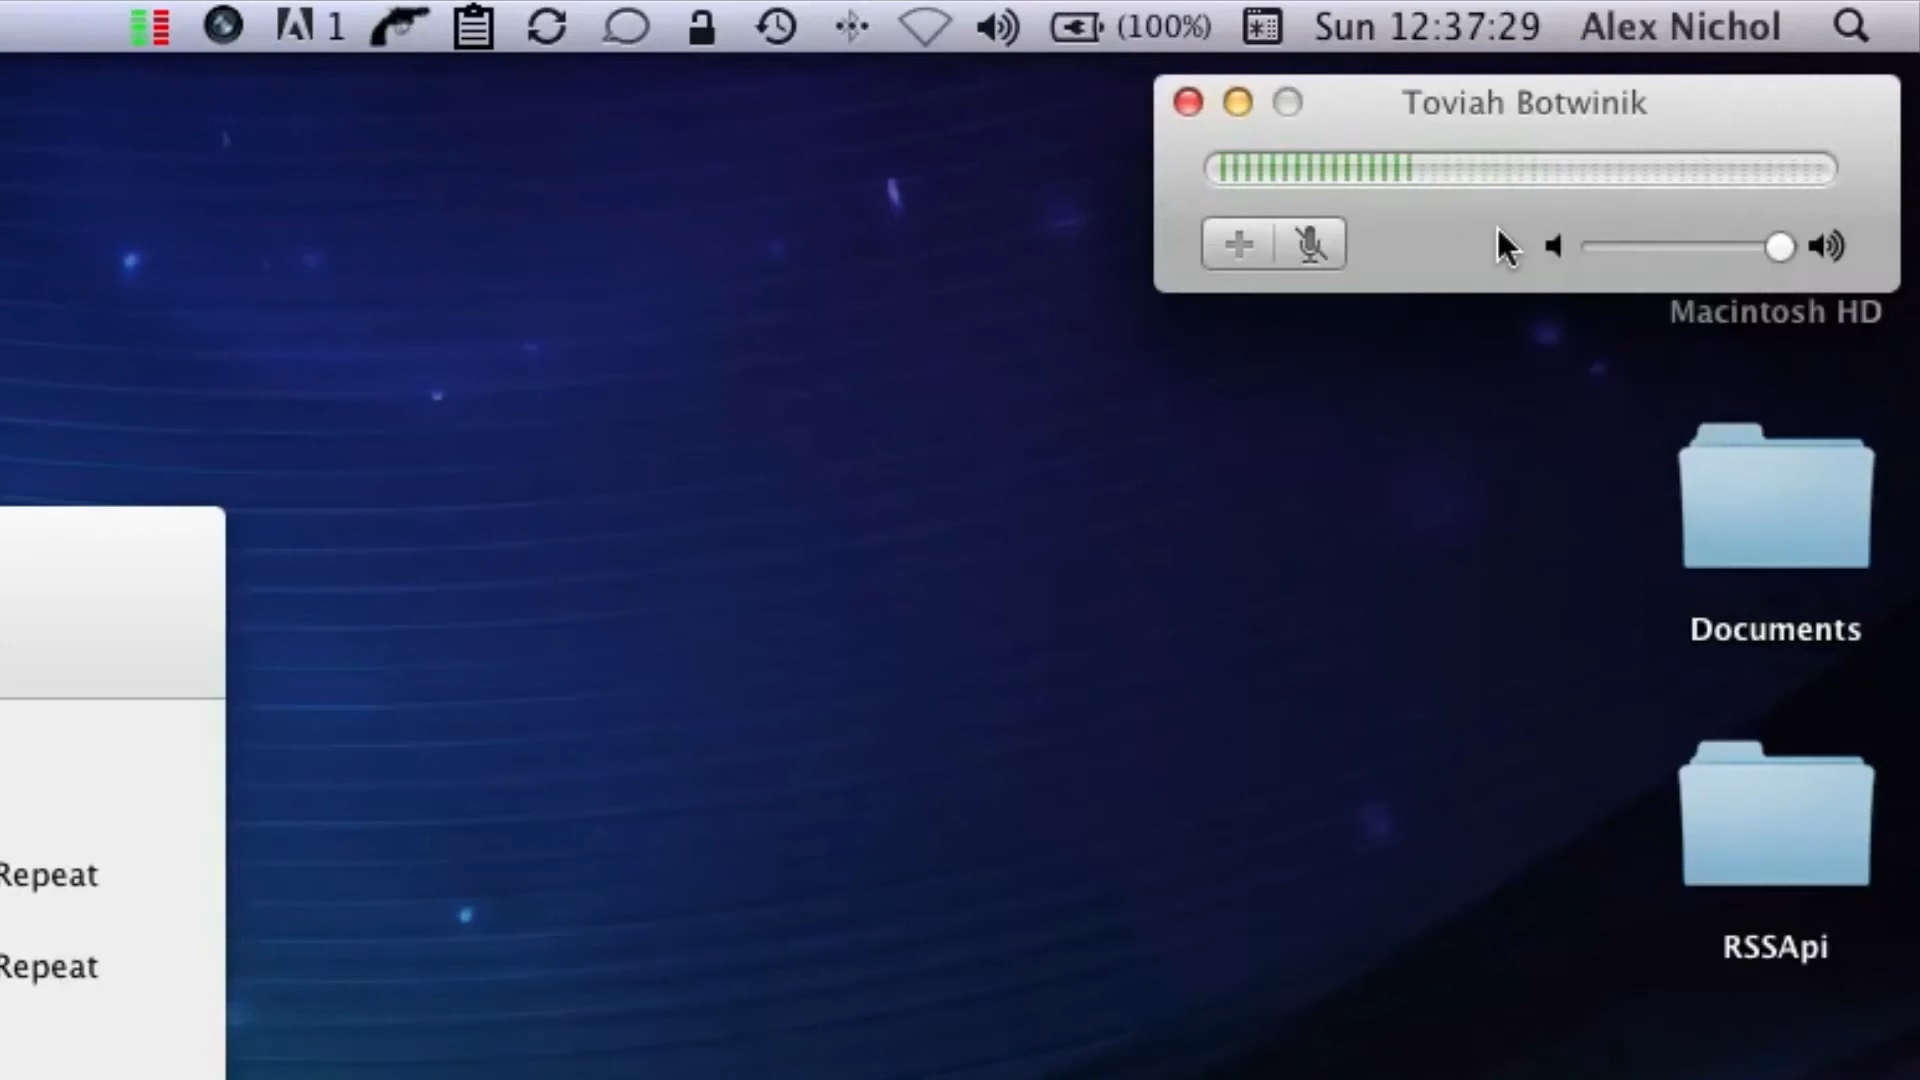 1 (100%) Sun 12:37:29 Alex Nichol
Toviah Botwinik
Macintosh HD
Documents
Repeat
RSSApi
Repeat